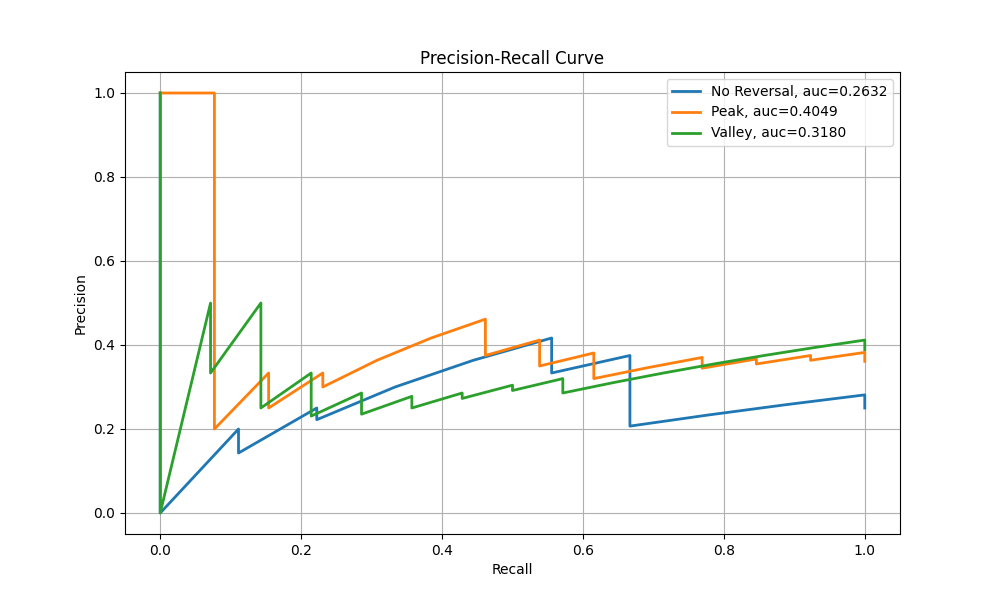 Precision-Recall Curve
No Reversal, auc=0.2632
Peak, auc=0.4049
Valley, auc=0.3180
Precision
1.0
0.8
0.6
0.4
0.2
0.0
0.0 0.2 0.4 0.6 0.8 1.0
Recall